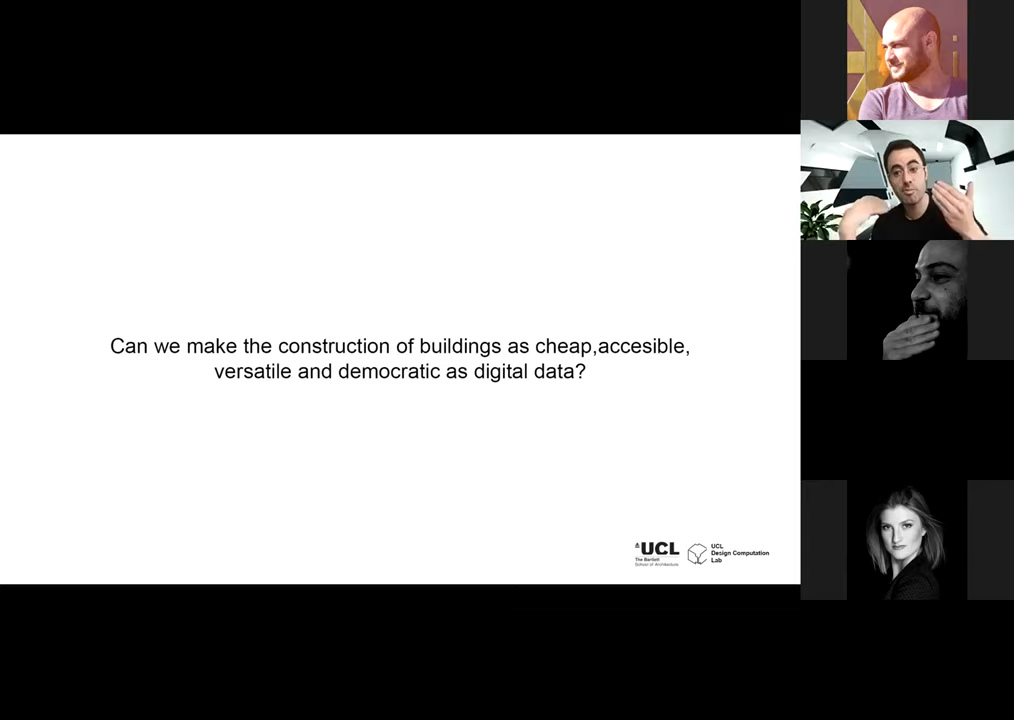 Can we make the construction of buildings as cheap,accesible,
versatile and democratic as digital data?
UCL
The Bartlett
School of Architecture
UCL
Design Computation
Lab